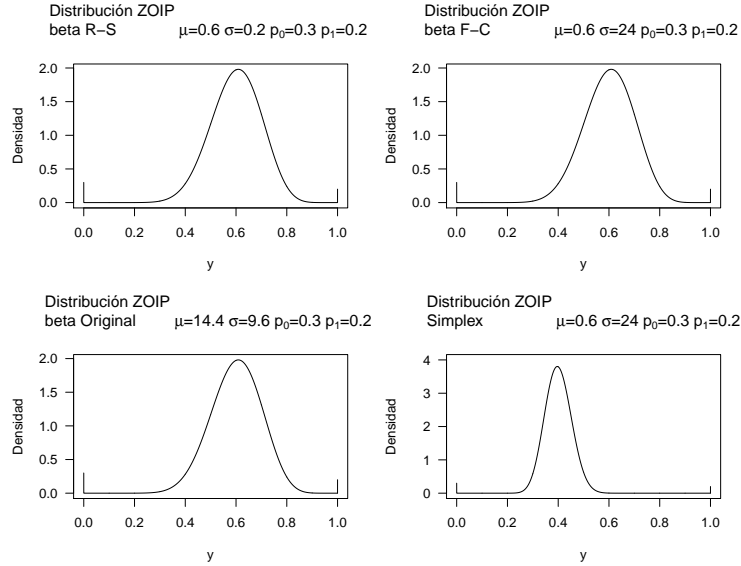 Distribución ZOIP
beta R−S μ=0.6 σ=0.2 p₀=0.3 p₁=0.2
Densidad
2.0
1.5
1.0
0.5
0.0
0.0 0.2 0.4 0.6 0.8 1.0
y
Distribución ZOIP
beta F−C μ=0.6 σ=24 p₀=0.3 p₁=0.2
Densidad
2.0
1.5
1.0
0.5
0.0
0.0 0.2 0.4 0.6 0.8 1.0
y
Distribución ZOIP
beta Original μ=14.4 σ=9.6 p₀=0.3 p₁=0.2
Densidad
2.0
1.5
1.0
0.5
0.0
0.0 0.2 0.4 0.6 0.8 1.0
y
Distribución ZOIP
Simplex μ=0.6 σ=24 p₀=0.3 p₁=0.2
Densidad
4
3
2
1
0
0.0 0.2 0.4 0.6 0.8 1.0
y